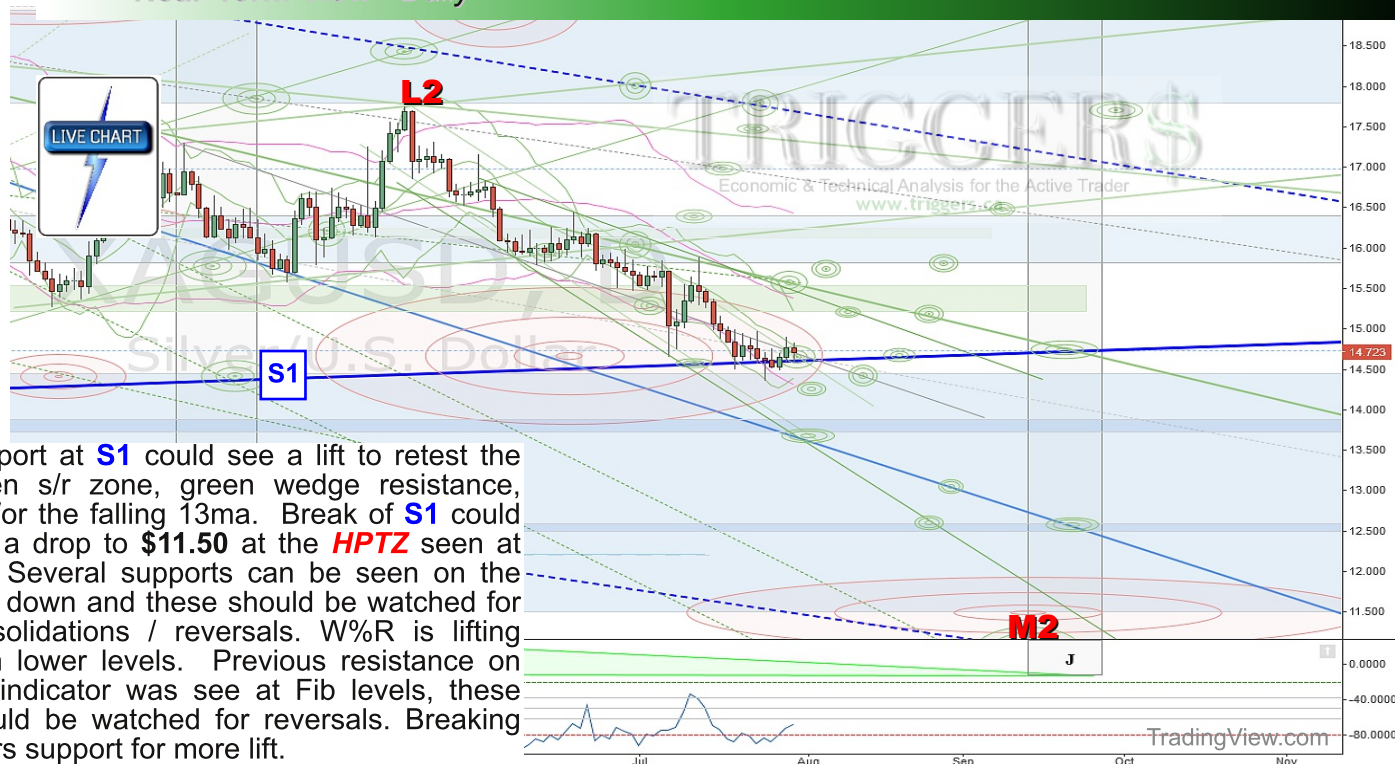 18.500
18.000
17.500
17.000
16.500
16.000
15.500
15.000
14.723
14.500
14.000
13.500
13.000
12.500
12.000
11.500
L2
LIVE CHART
TRIGGER$
Economic & Technical Analysis for the Active Trader
www.trigger
XAGUSD, D
Silver/U.S. Dollar
S1
port at S1 could see a lift to retest the
en s/r zone, green wedge resistance,
or the falling 13ma. Break of S1 could
a drop to $11.50 at the HPTZ seen at
Several supports can be seen on the
down and these should be watched for
solidations / reversals. W%R is lifting
lower levels. Previous resistance on
indicator was see at Fib levels, these
uld be watched for reversals. Breaking
rs support for more lift.
M2
J
0.0000
-40.0000
-80.0000
TradingView.com
Jul
Aug
Sep
Oct
Nov